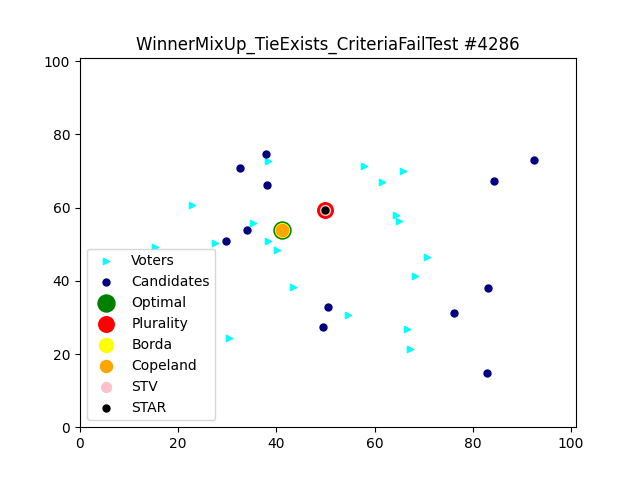 WinnerMixUp_TieExists_CriteriaFailTest #4286
100
80
60
40
20
0
Voters
Candidates
Optimal
Plurality
Borda
Copeland
STV
STAR
0 20 40 60 80 100